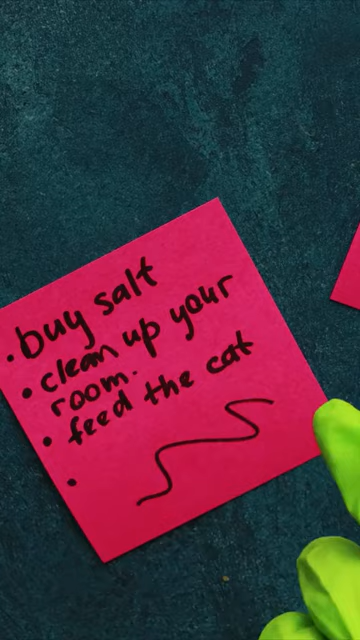 • buy salt
• clean up your
room.
• feed the cat
•